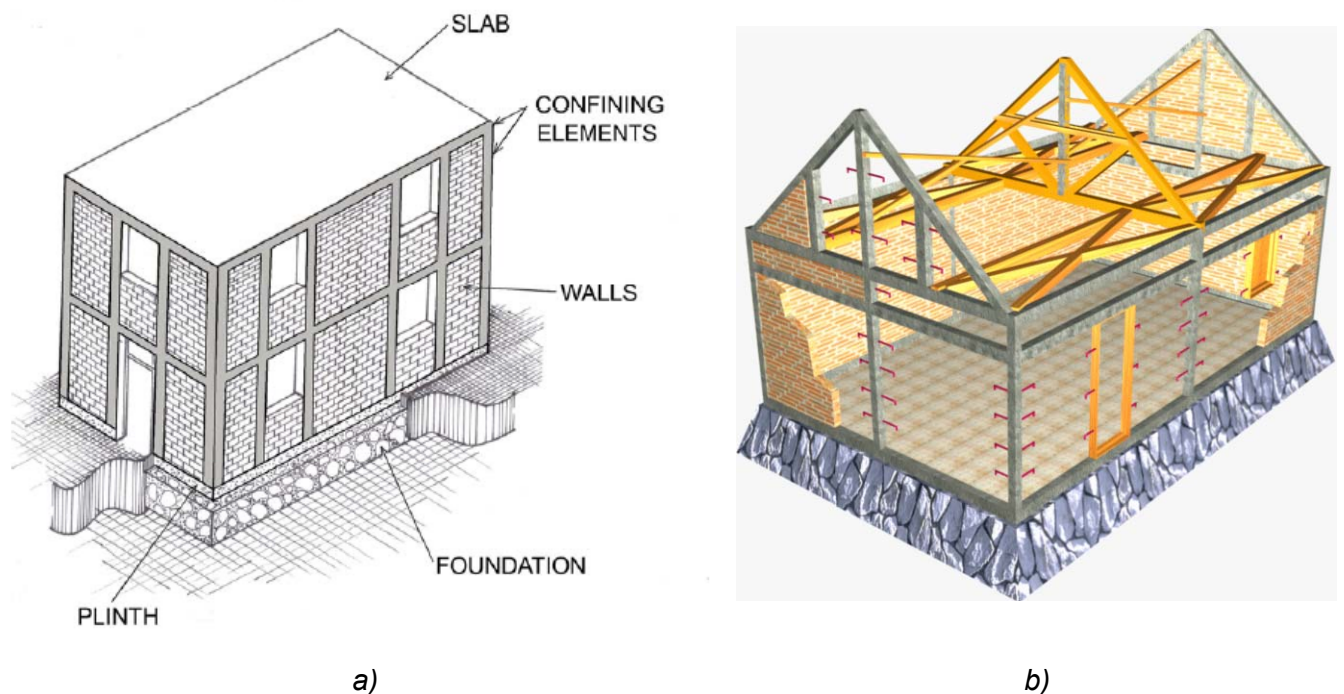 SLAB
CONFINING
ELEMENTS
WALLS
FOUNDATION
PLINTH
a)
b)